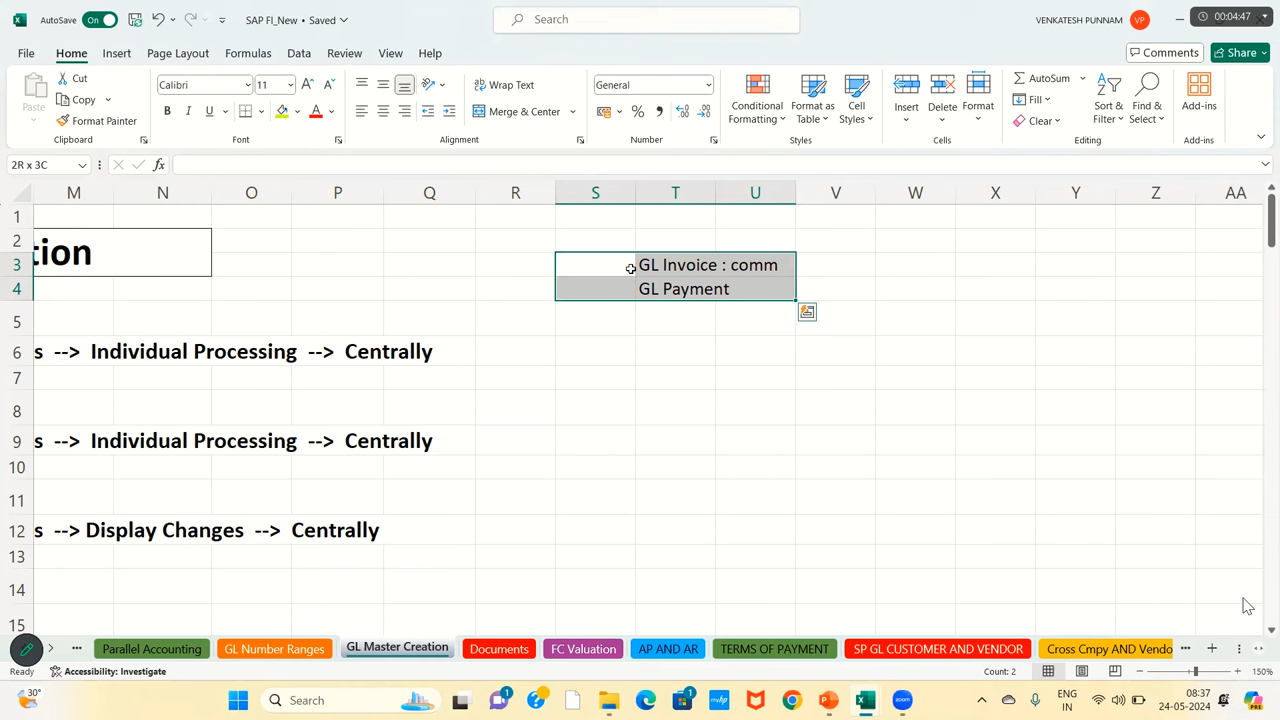 AutoSave On SAP FI_New • Saved Search VENKATESH PUNNAM VP 00:04:47
File Home Insert Page Layout Formulas Data Review View Help Comments Share
Paste Cut Copy Format Painter Clipboard
Calibri 11 B I U Font
Wrap Text Merge & Center Alignment
General Number
Conditional Formatting Format as Table Cell Styles Styles
Insert Delete Format Cells
AutoSum Fill Clear Sort & Filter Find & Select Editing
Add-ins Add-ins
2R x 3C fx
M N O P Q R S T U V W X Y Z AA
1
2 tion
3 GL Invoice : comm
4 GL Payment
5
6 s --> Individual Processing --> Centrally
7
8
9 s --> Individual Processing --> Centrally
10
11
12 s --> Display Changes --> Centrally
13
14
15
Parallel Accounting GL Number Ranges GL Master Creation Documents FC Valuation AP AND AR TERMS OF PAYMENT SP GL CUSTOMER AND VENDOR Cross Cmpy AND Vendo
Ready Accessibility: Investigate Count: 2 150%
30° Search 1 1 ENG IN 08:37 24-05-2024